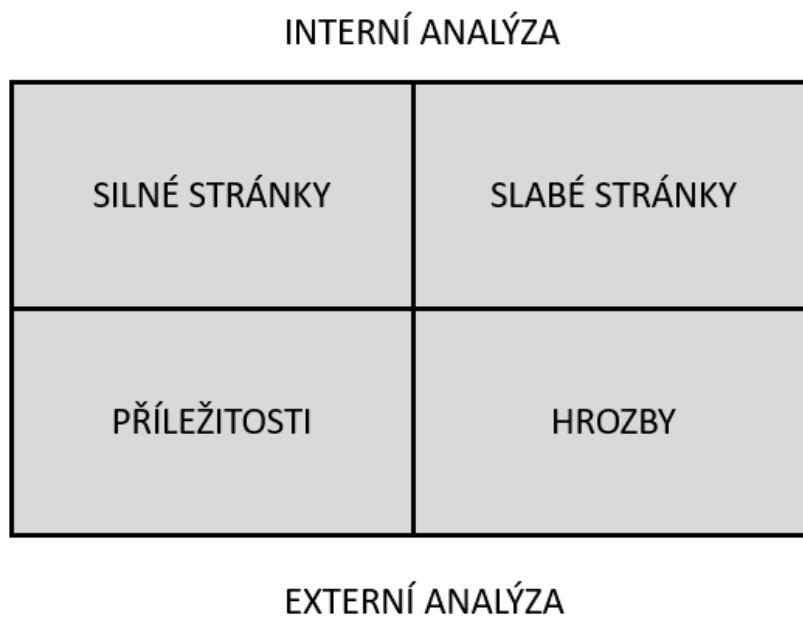 INTERNÍ ANALÝZA
SILNÉ STRÁNKY
SLABÉ STRÁNKY
PŘÍLEŽITOSTI
HROZBY
EXTERNÍ ANALÝZA